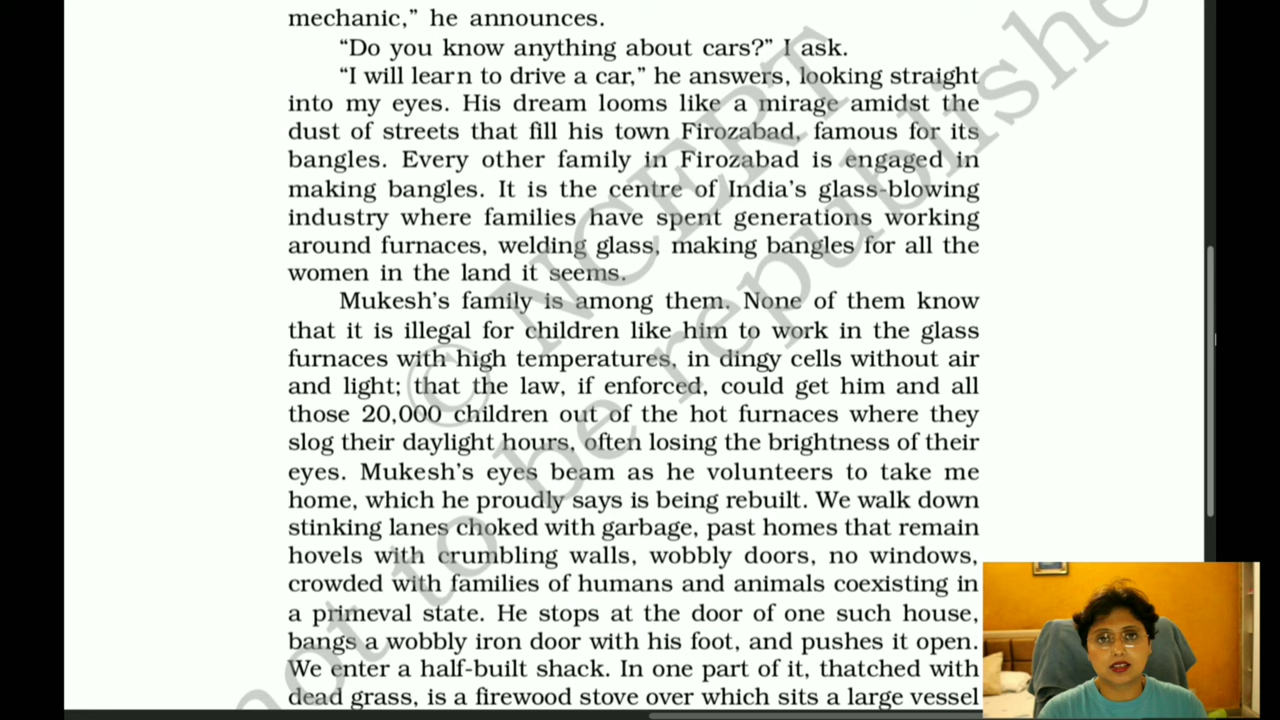 mechanic,” he announces.
“Do you know anything about cars?” I ask.
“I will learn to drive a car,” he answers, looking straight
into my eyes. His dream looms like a mirage amidst the
dust of streets that fill his town Firozabad, famous for its
bangles. Every other family in Firozabad is engaged in
making bangles. It is the centre of India’s glass-blowing
industry where families have spent generations working
around furnaces, welding glass, making bangles for all the
women in the land it seems.
Mukesh’s family is among them. None of them know
that it is illegal for children like him to work in the glass
furnaces with high temperatures, in dingy cells without air
and light; that the law, if enforced, could get him and all
those 20,000 children out of the hot furnaces where they
slog their daylight hours, often losing the brightness of their
eyes. Mukesh’s eyes beam as he volunteers to take me
home, which he proudly says is being rebuilt. We walk down
stinking lanes choked with garbage, past homes that remain
hovels with crumbling walls, wobbly doors, no windows,
crowded with families of humans and animals coexisting in
a primeval state. He stops at the door of one such house,
bangs a wobbly iron door with his foot, and pushes it open.
We enter a half-built shack. In one part of it, thatched with
dead grass, is a firewood stove over which sits a large vessel
© NCERT
not to be republishe